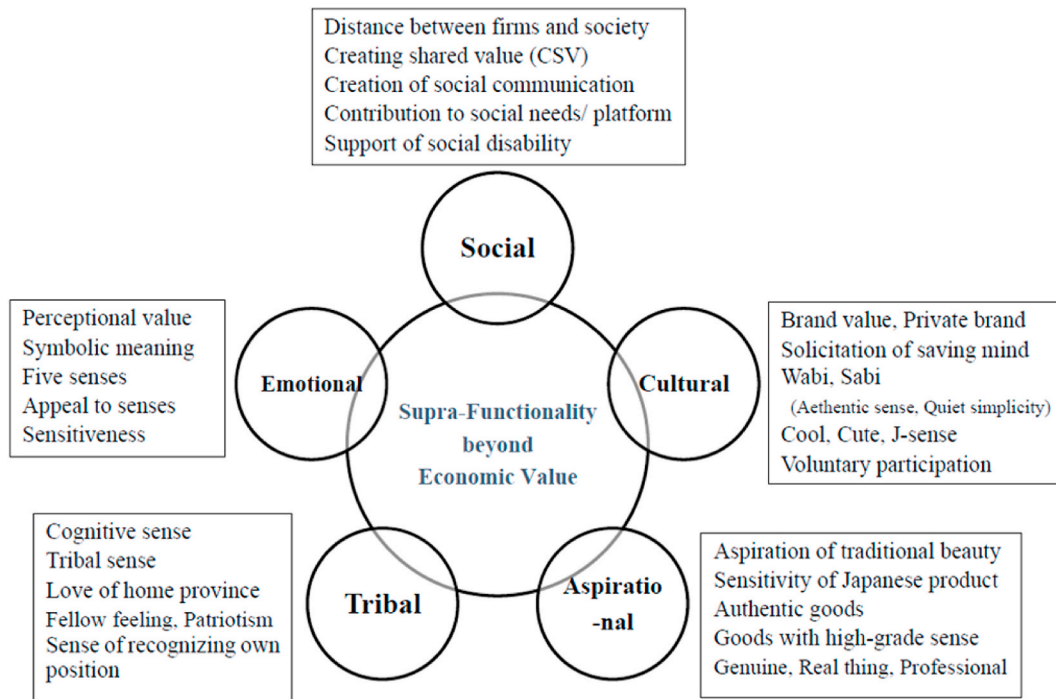 Distance between firms and society
Creating shared value (CSV)
Creation of social communication
Contribution to social needs/ platform
Support of social disability
Social
Perceptional value
Symbolic meaning
Five senses
Appeal to senses
Sensitiveness
Emotional
Supra-Functionality
beyond
Economic Value
Cultural
Brand value, Private brand
Solicitation of saving mind
Wabi, Sabi
(Aethentic sense, Quiet simplicity)
Cool, Cute, J-sense
Voluntary participation
Cognitive sense
Tribal sense
Love of home province
Fellow feeling, Patriotism
Sense of recognizing own
position
Tribal
Aspiratio
-nal
Aspiration of traditional beauty
Sensitivity of Japanese product
Authentic goods
Goods with high-grade sense
Genuine, Real thing, Professional